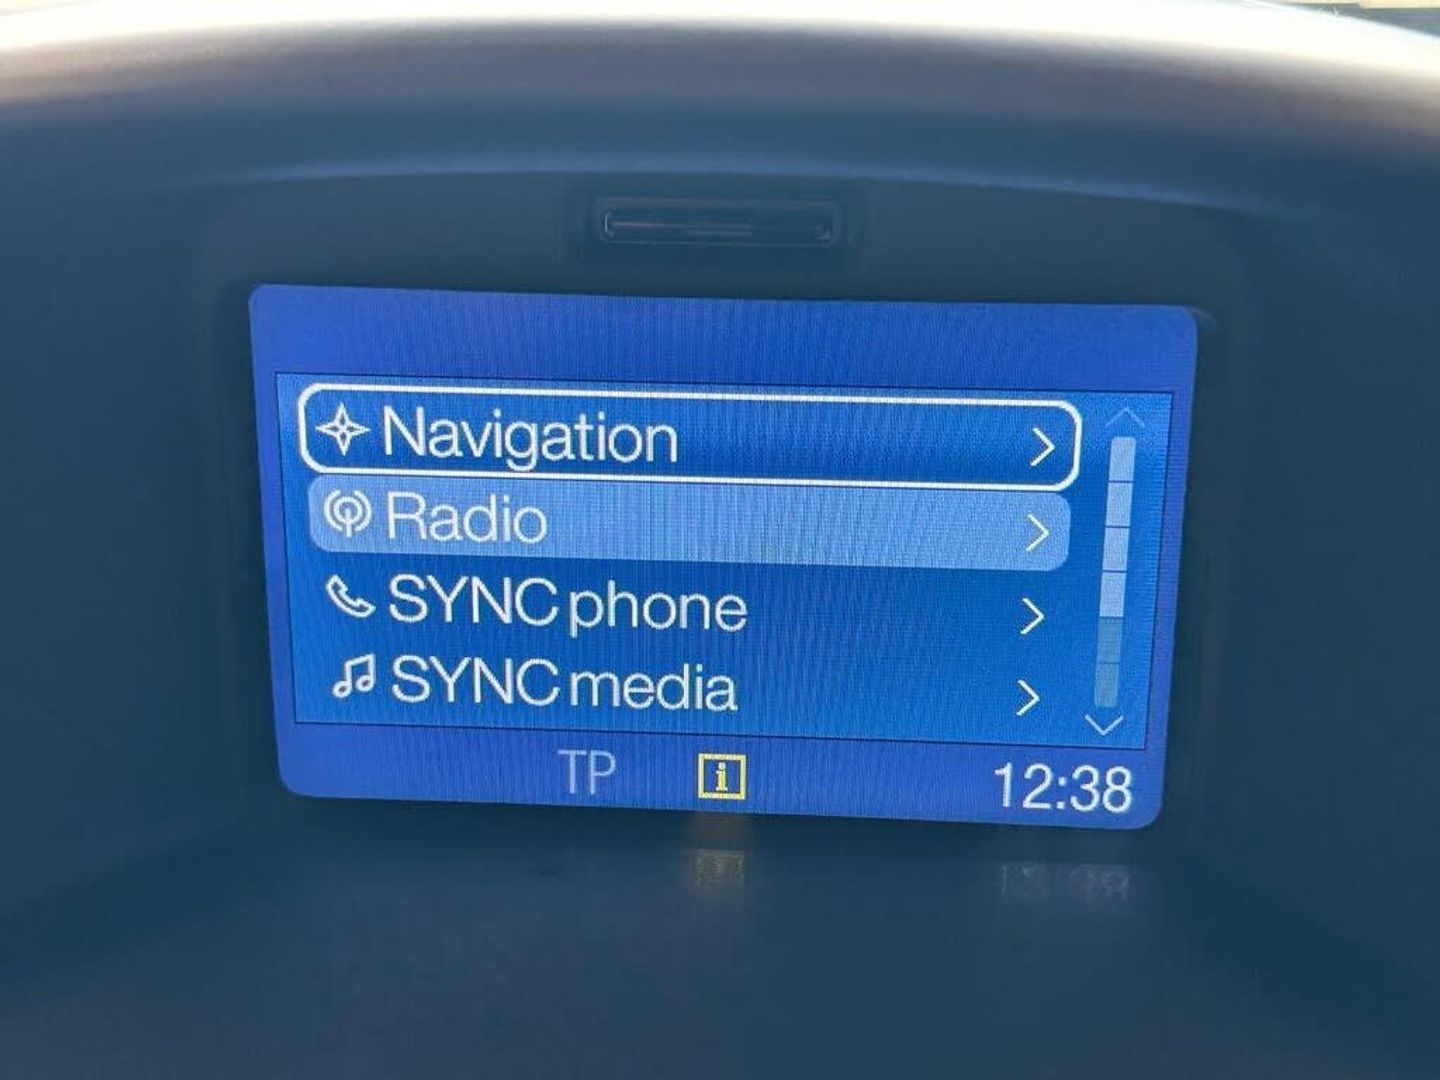 Navigation
Radio
SYNC phone
SYNC media
TP i 12:38